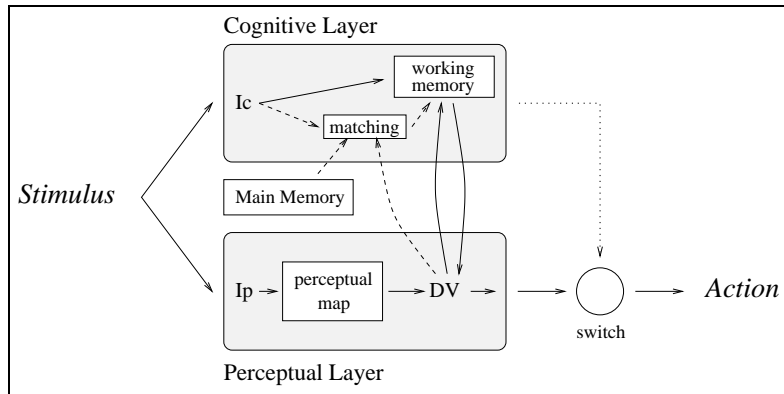 Cognitive Layer
working
memory
Ic
matching
Main Memory
Stimulus
Ip
perceptual
map
DV
Action
switch
Perceptual Layer